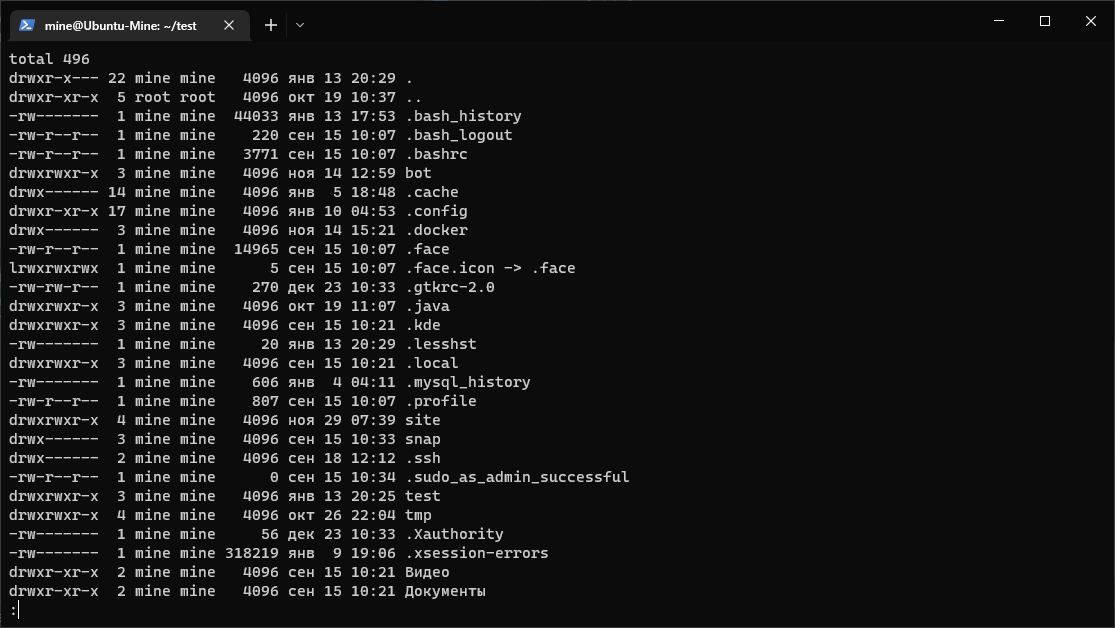 mine@Ubuntu-Mine: ~/test
total 496
drwxr-x--- 22 mine mine   4096 янв 13 20:29 .
drwxr-xr-x  5 root root   4096 окт 19 10:37 ..
-rw-------  1 mine mine  44033 янв 13 17:53 .bash_history
-rw-r--r--  1 mine mine    220 сен 15 10:07 .bash_logout
-rw-r--r--  1 mine mine   3771 сен 15 10:07 .bashrc
drwxrwxr-x  3 mine mine   4096 ноя 14 12:59 bot
drwx------ 14 mine mine   4096 янв  5 18:48 .cache
drwxr-xr-x 17 mine mine   4096 янв 10 04:53 .config
drwx------  3 mine mine   4096 ноя 14 15:21 .docker
-rw-r--r--  1 mine mine  14965 сен 15 10:07 .face
lrwxrwxrwx  1 mine mine      5 сен 15 10:07 .face.icon -> .face
-rw-rw-r--  1 mine mine    270 дек 23 10:33 .gtkrc-2.0
drwxrwxr-x  3 mine mine   4096 окт 19 11:07 .java
drwxrwxr-x  3 mine mine   4096 сен 15 10:21 .kde
-rw-------  1 mine mine     20 янв 13 20:29 .lesshst
drwxrwxr-x  3 mine mine   4096 сен 15 10:21 .local
-rw-------  1 mine mine    606 янв  4 04:11 .mysql_history
-rw-r--r--  1 mine mine    807 сен 15 10:07 .profile
drwxrwxr-x  4 mine mine   4096 ноя 29 07:39 site
drwx------  3 mine mine   4096 сен 15 10:33 snap
drwx------  2 mine mine   4096 сен 18 12:12 .ssh
-rw-r--r--  1 mine mine      0 сен 15 10:34 .sudo_as_admin_successful
drwxrwxr-x  3 mine mine   4096 янв 13 20:25 test
drwxrwxr-x  4 mine mine   4096 окт 26 22:04 tmp
-rw-------  1 mine mine     56 дек 23 10:33 .Xauthority
-rw-------  1 mine mine 318219 янв  9 19:06 .xsession-errors
drwxr-xr-x  2 mine mine   4096 сен 15 10:21 Видео
drwxr-xr-x  2 mine mine   4096 сен 15 10:21 Документы
: